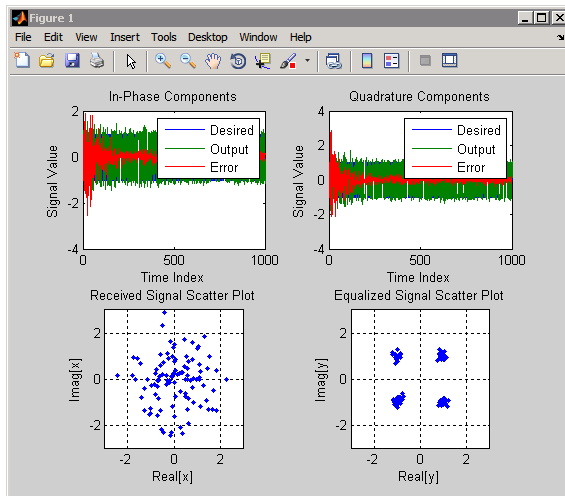 Figure 1
File Edit View Insert Tools Desktop Window Help
In-Phase Components
2
0
-2
-4
Signal Value
Desired
Output
Error
0 500 1000
Time Index
Quadrature Components
4
2
0
-2
-4
Signal Value
Desired
Output
Error
0 500 1000
Time Index
Received Signal Scatter Plot
2
0
-2
Imag[x]
-2 0 2
Real[x]
Equalized Signal Scatter Plot
2
0
-2
Imag[y]
-2 0 2
Real[y]